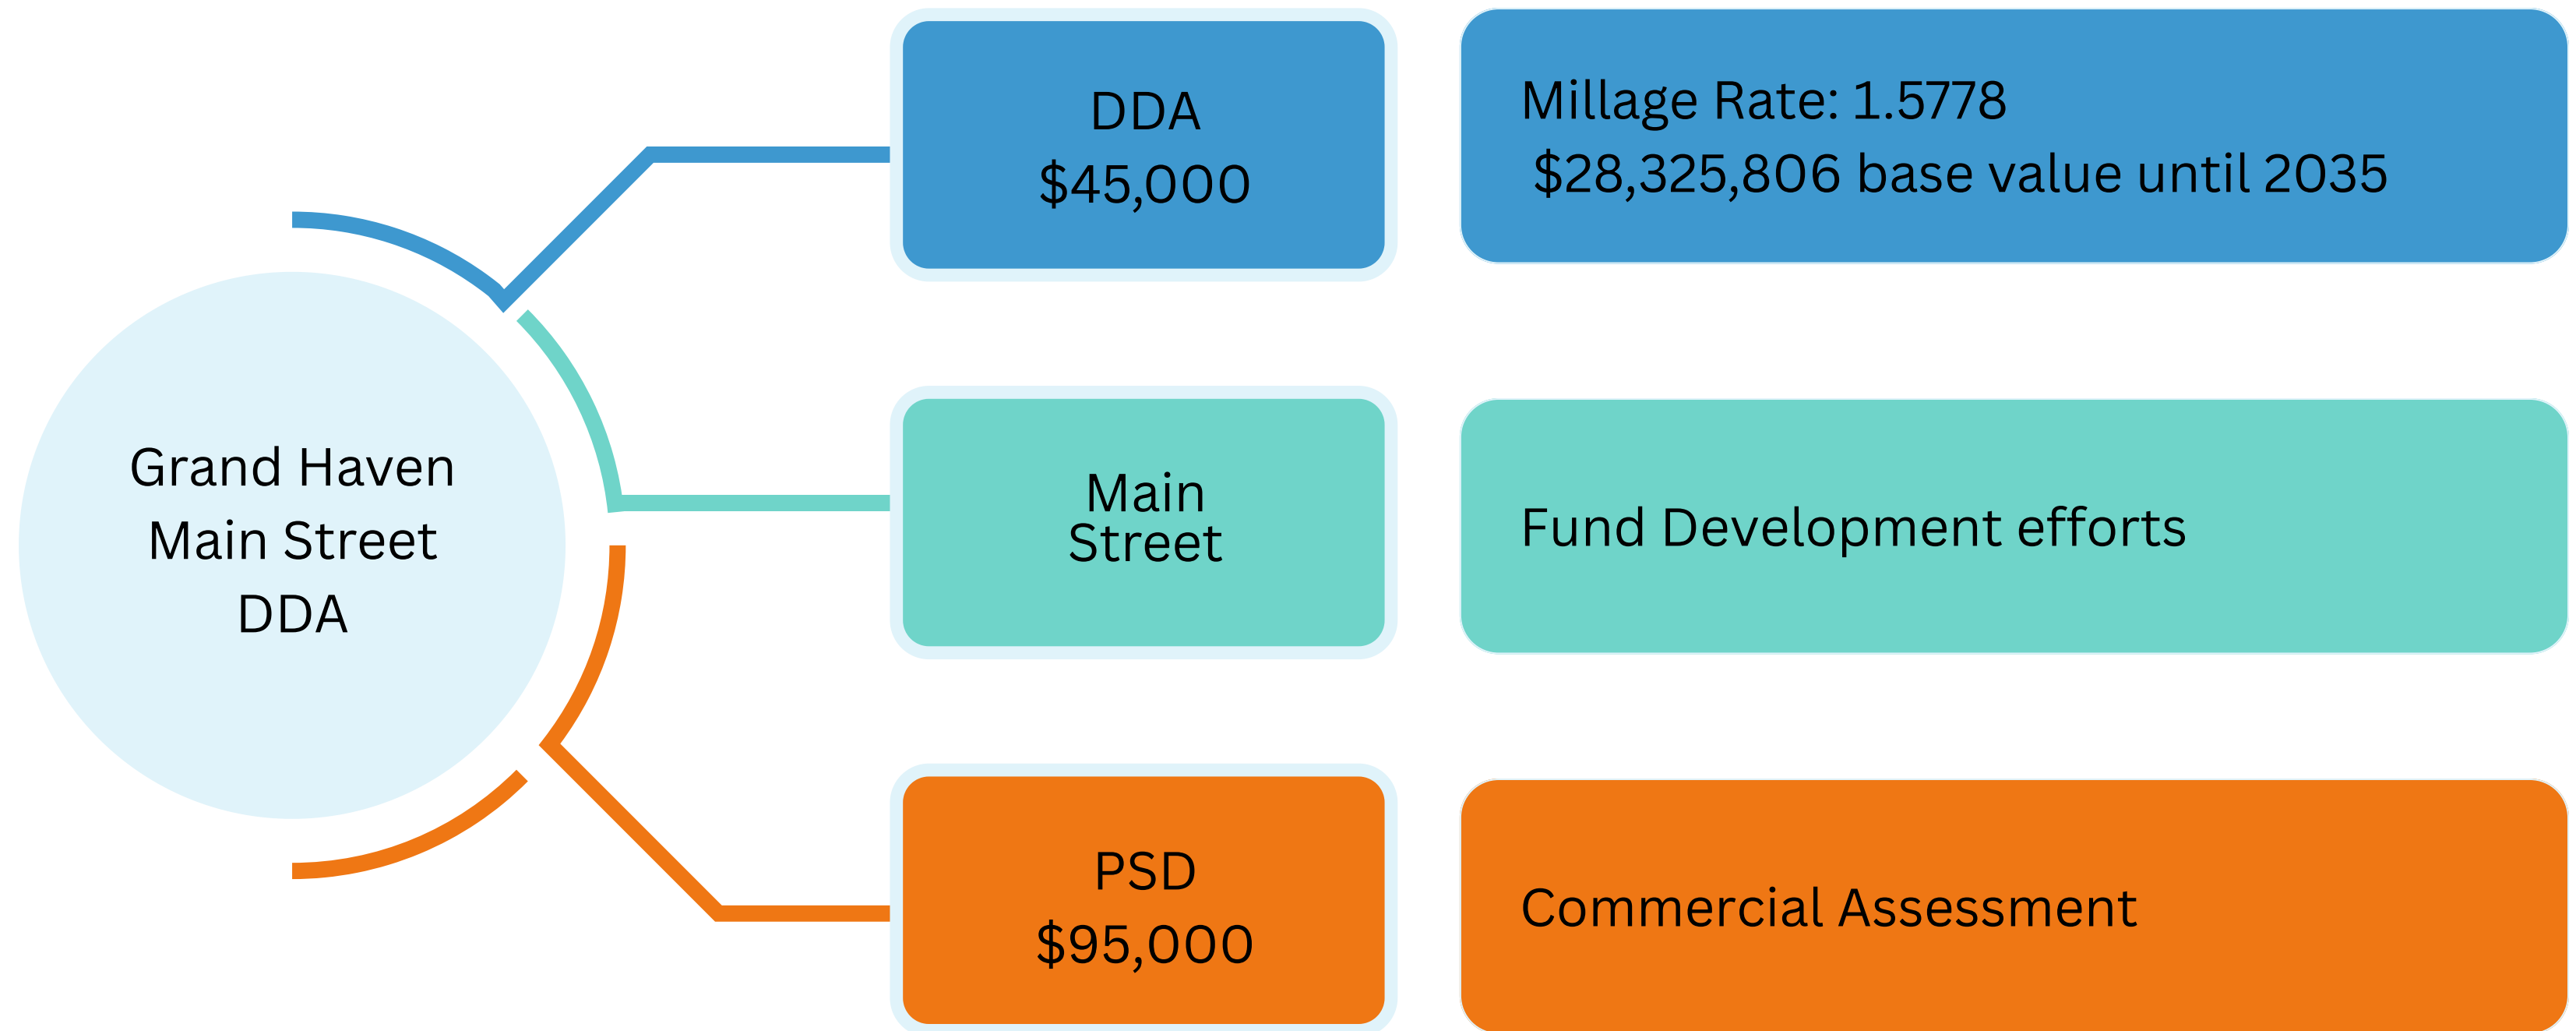 Grand Haven
Main Street
DDA
DDA
$45,000
Millage Rate: 1.5778
$28,325,806 base value until 2035
Main
Street
Fund Development efforts
PSD
$95,000
Commercial Assessment